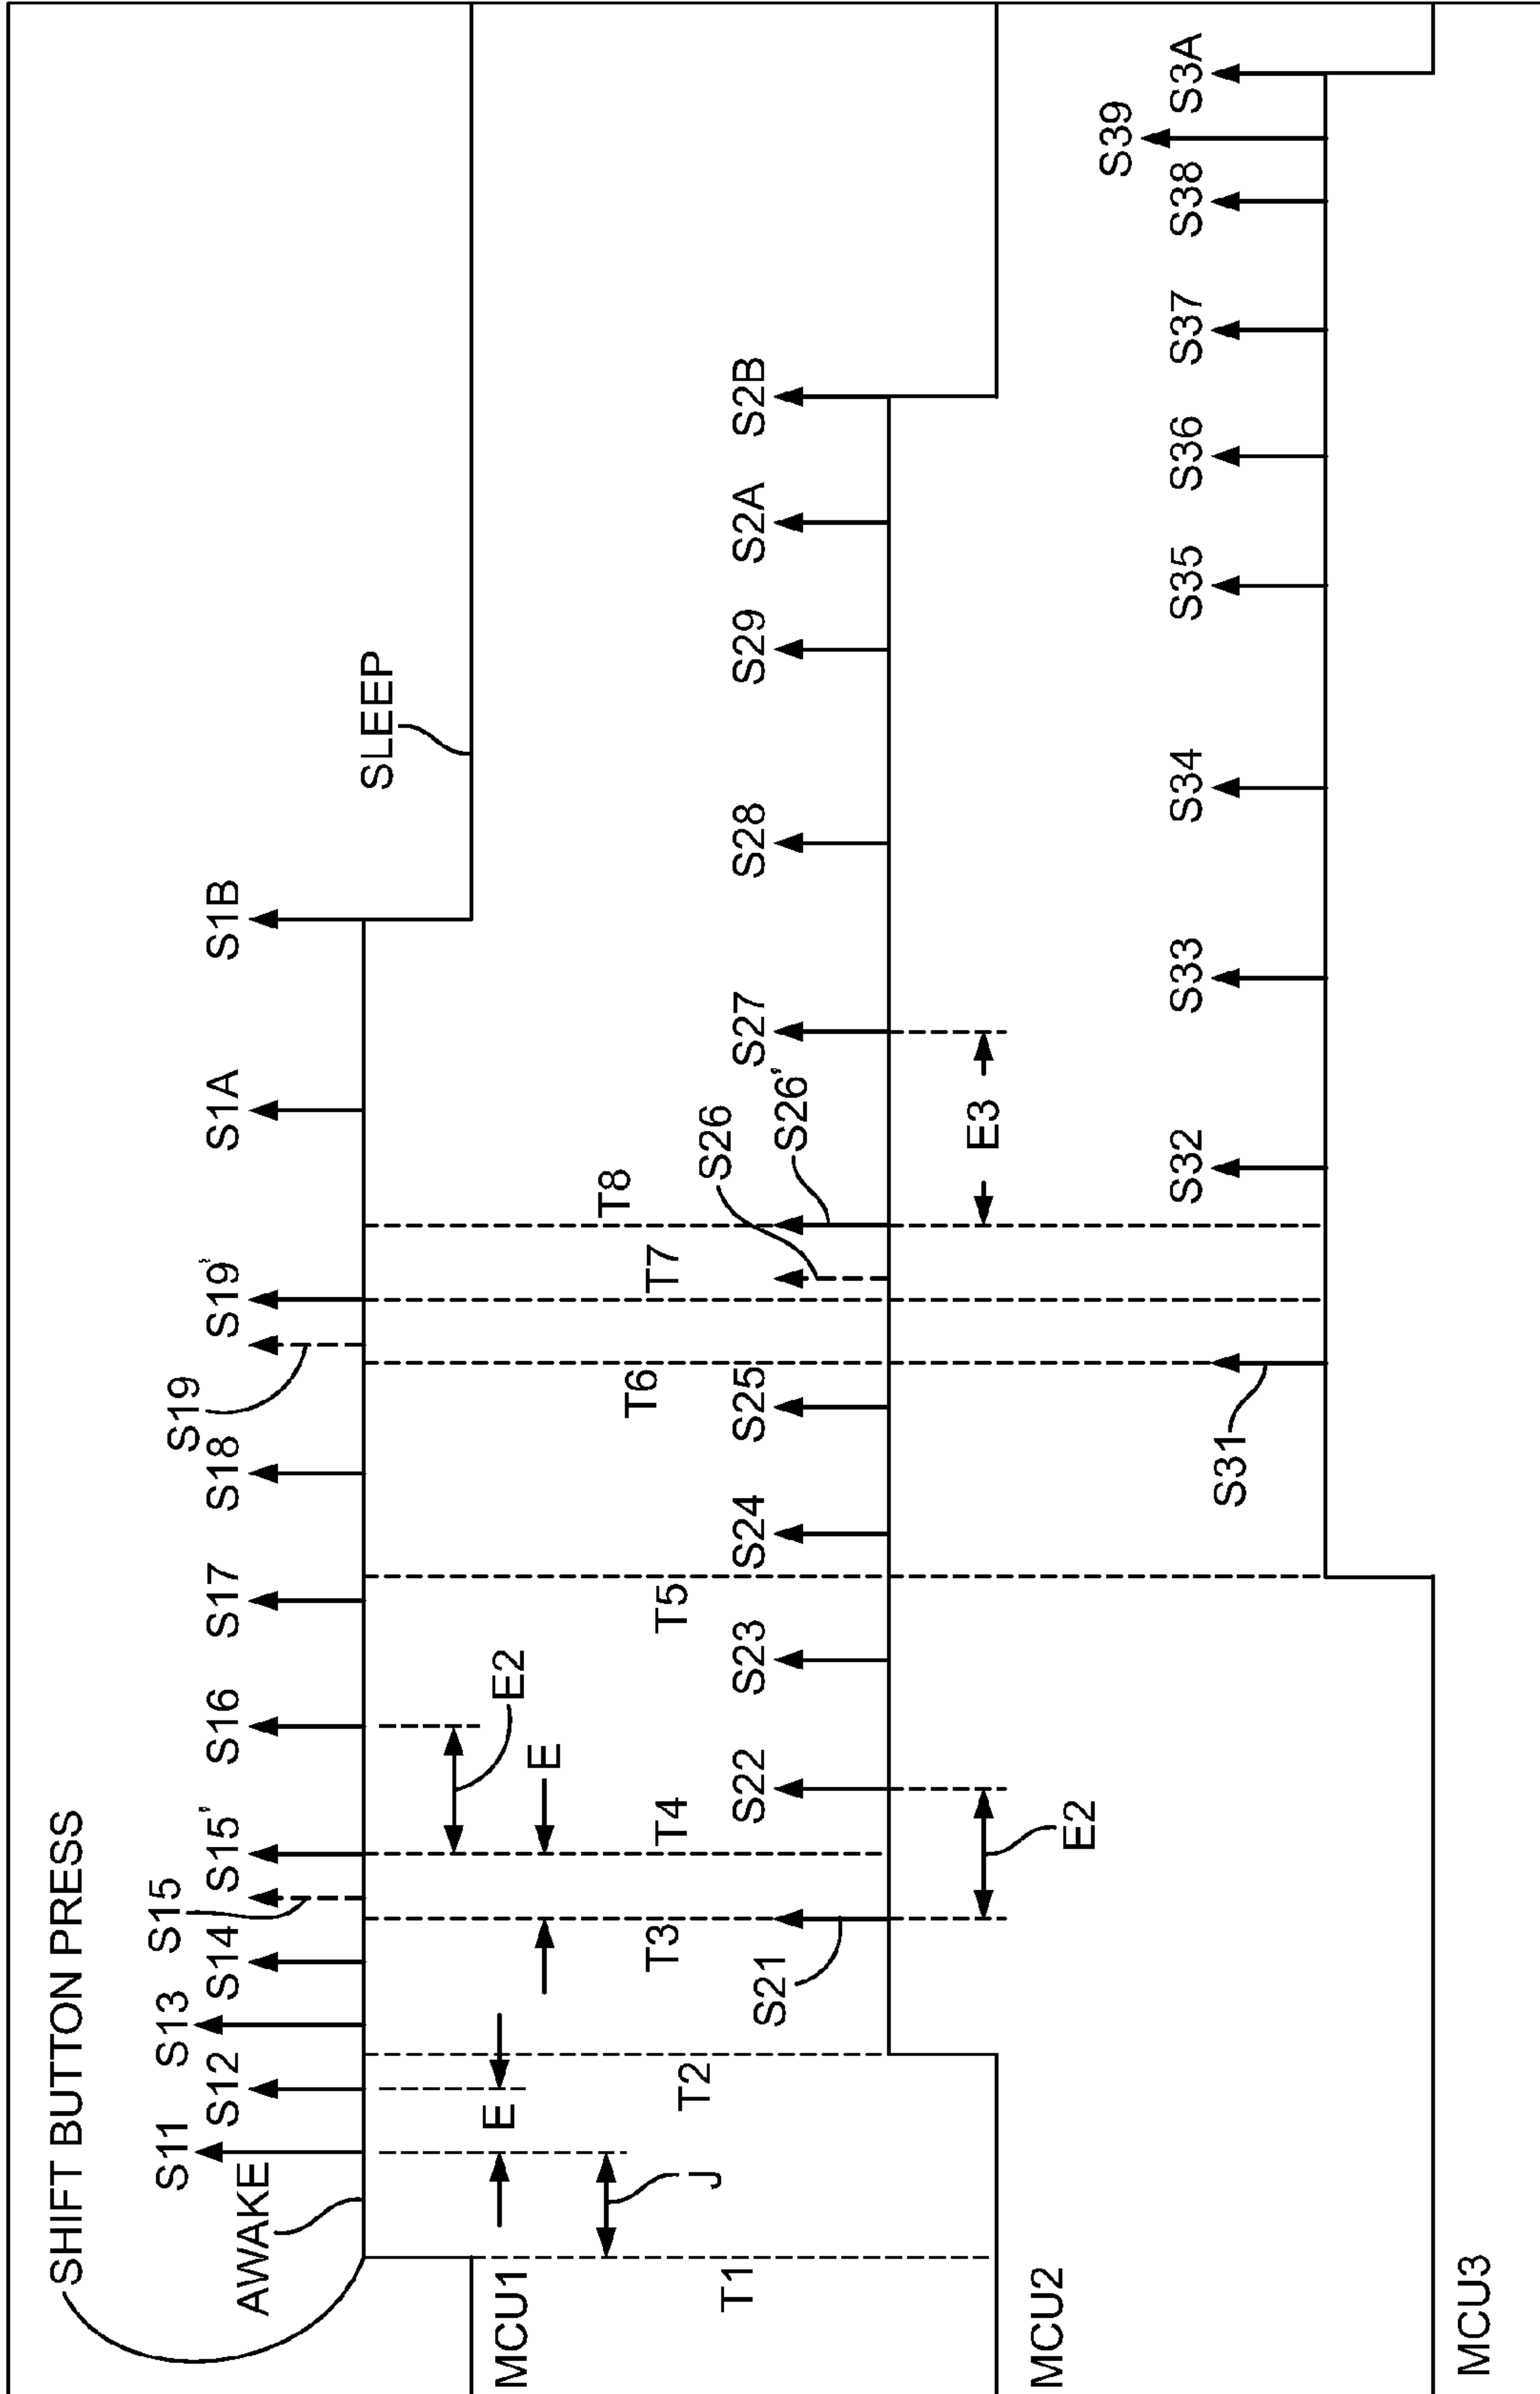 SHIFT BUTTON PRESS
AWAKE
S11
S12
S13
S14
S15
S15'
S16
S17
S18
S19
S19'
S1A
S1B
SLEEP
MCU1
J
E
E
E2
T1
T2
T3
T4
T5
T6
T7
T8
MCU2
S21
S22
S23
S24
S25
S26
S26'
S27
S28
S29
S2A
S2B
E2
E3
MCU3
S31
S32
S33
S34
S35
S36
S37
S38
S39
S3A